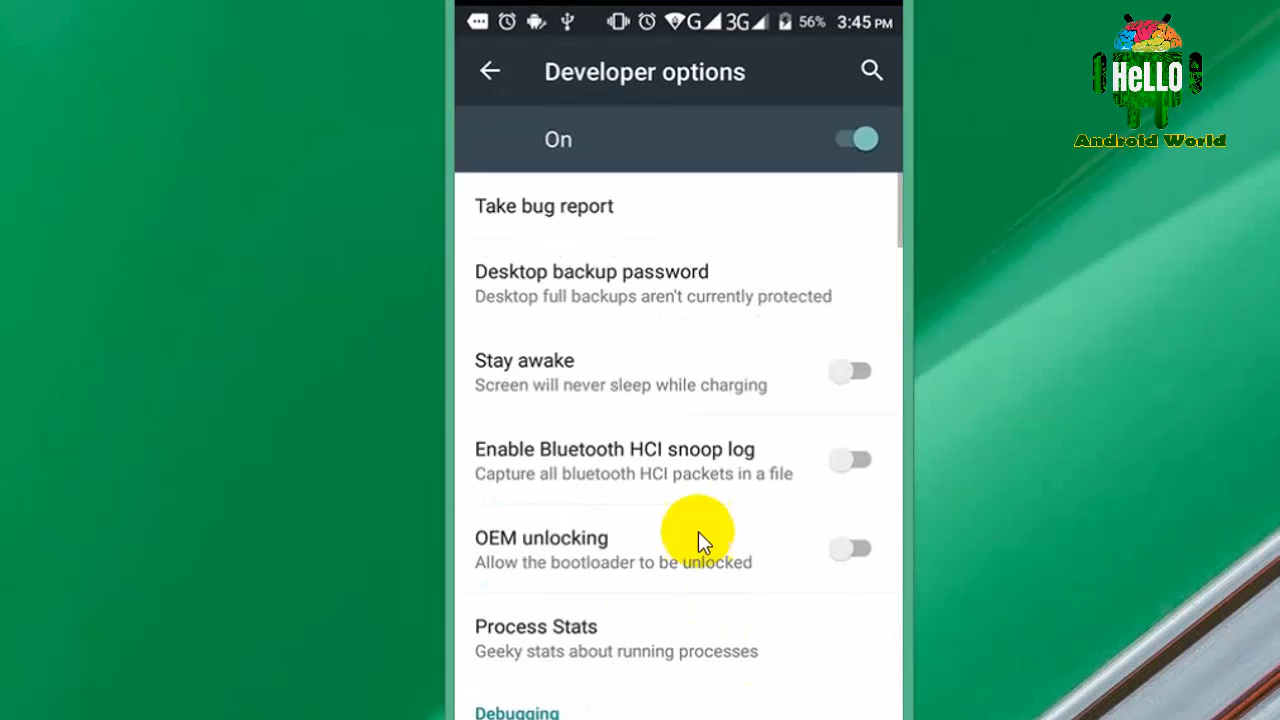 G 3G 56% 3:45 PM
Developer options
On
Take bug report
Desktop backup password
Desktop full backups aren't currently protected
Stay awake
Screen will never sleep while charging
Enable Bluetooth HCI snoop log
Capture all bluetooth HCI packets in a file
OEM unlocking
Allow the bootloader to be unlocked
Process Stats
Geeky stats about running processes
Debugging
HeLLO
Android World